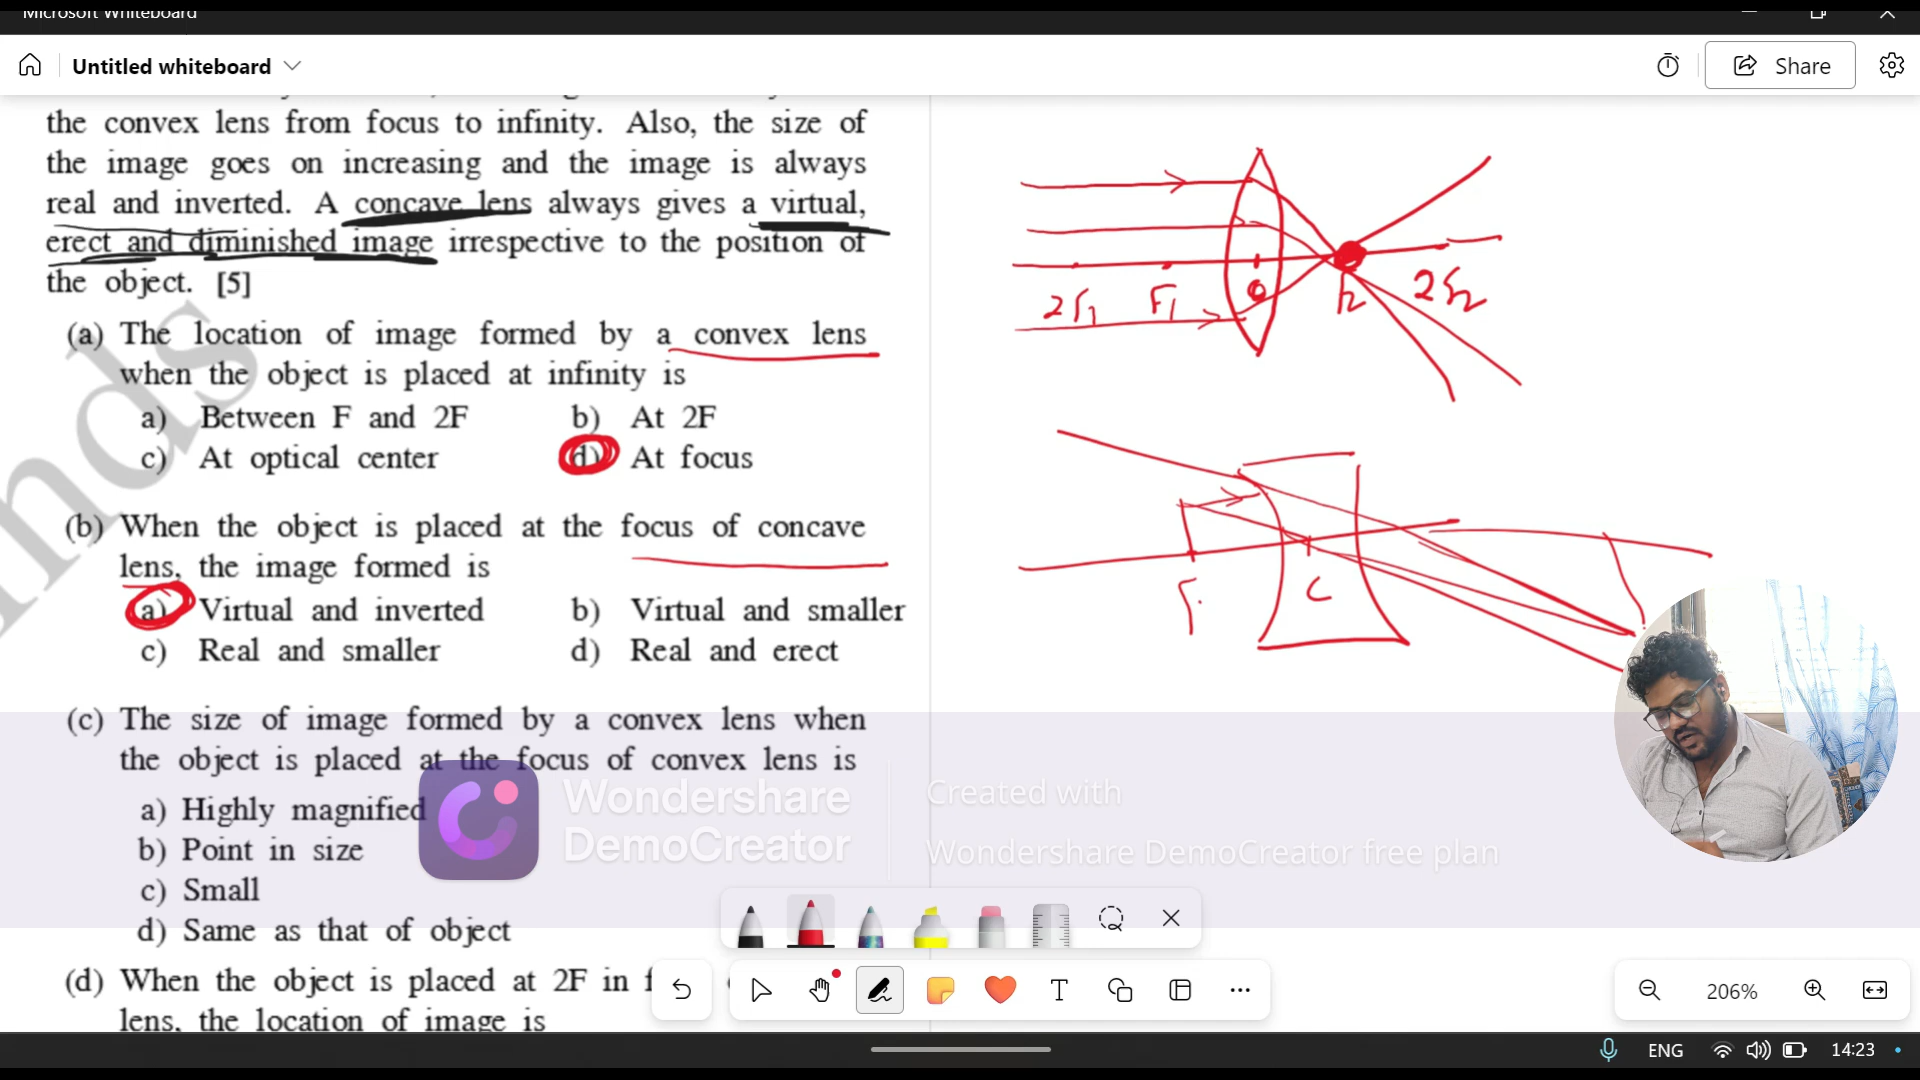 Microsoft Whiteboard
Untitled whiteboard
Share
the convex lens from focus to infinity. Also, the size of
the image goes on increasing and the image is always
real and inverted. A concave lens always gives a virtual,
erect and diminished image irrespective to the position of
the object. [5]
(a) The location of image formed by a convex lens
when the object is placed at infinity is
a) Between F and 2F b) At 2F
c) At optical center d) At focus
(b) When the object is placed at the focus of concave
lens, the image formed is
a) Virtual and inverted b) Virtual and smaller
c) Real and smaller d) Real and erect
(c) The size of image formed by a convex lens when
the object is placed at the focus of convex lens is
a) Highly magnified
b) Point in size
c) Small
d) Same as that of object
(d) When the object is placed at 2F in f
lens, the location of image is
nds
2F1 F1 O F2 2F2
F C
Wondershare
DemoCreator
Created with
Wondershare DemoCreator free plan
T
206%
ENG 14:23